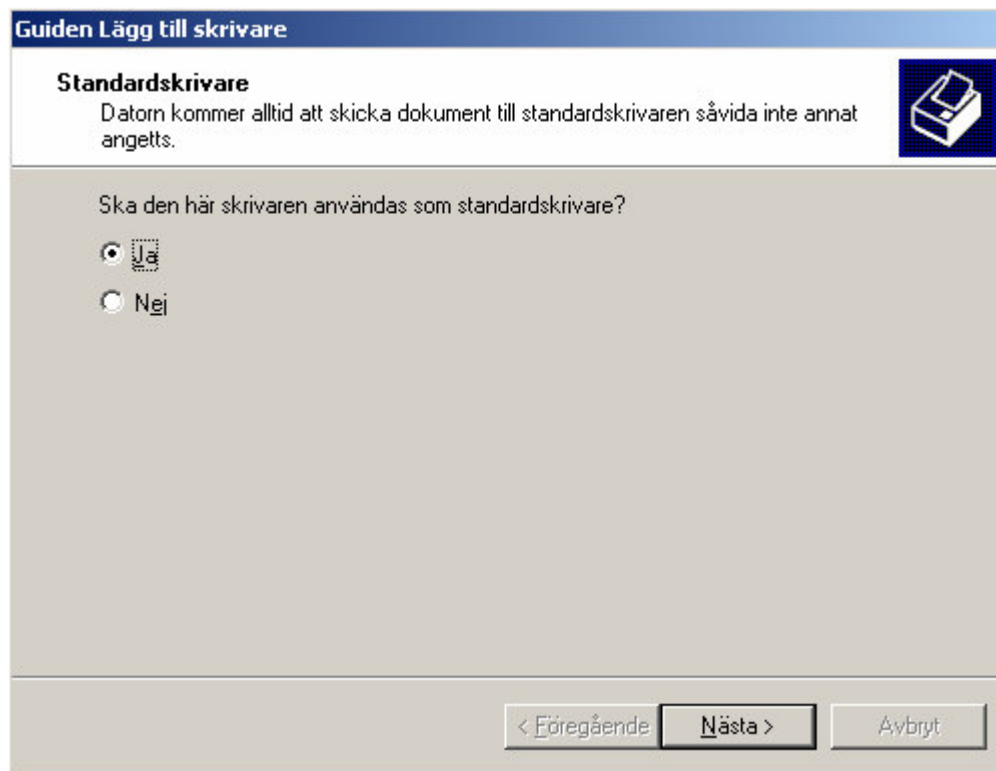 Guiden Lägg till skrivare
Standardskrivare
Datorn kommer alltid att skicka dokument till standardskrivaren såvida inte annat
angetts.
Ska den här skrivaren användas som standardskrivare?
Ja
Nej
< Föregående Nästa > Avbryt